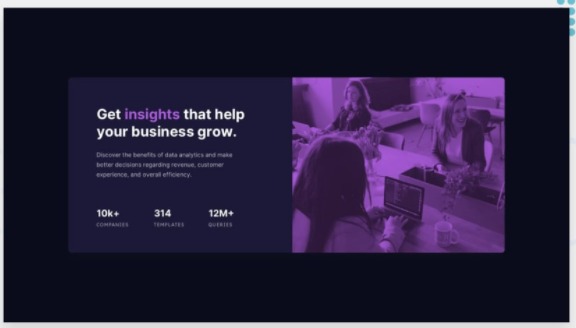 Get insights that help
your business grow.
Discover the benefits of data analytics and make
better decisions regarding revenue, customer
experience, and overall efficiency.
10k+ 314 12M+
COMPANIES TEMPLATES QUERIES